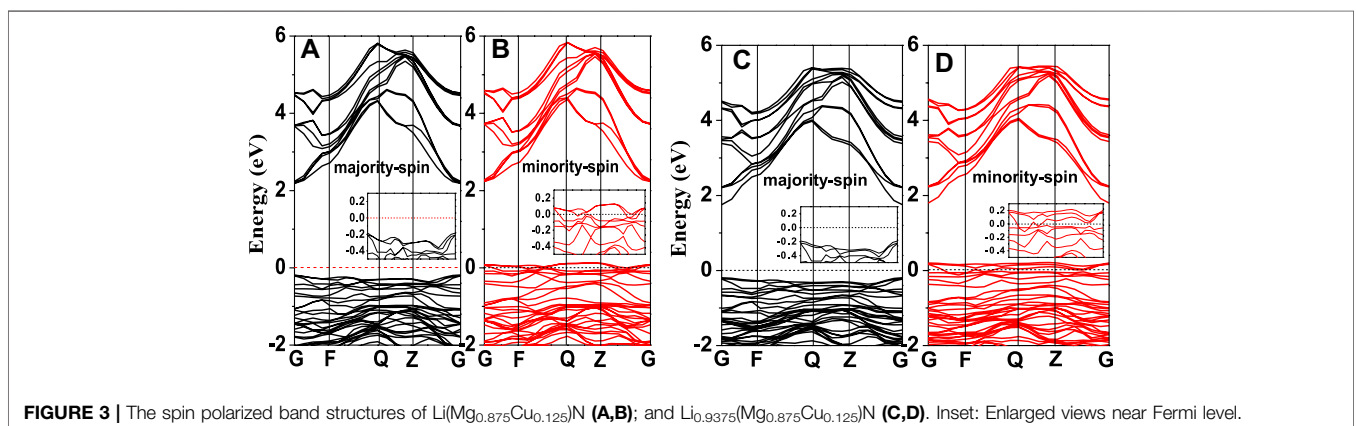 A
B
C
D
Energy (eV)
6
4
2
0
-2
majority-spin
0.2
0.0
-0.2
-0.4
G F Q Z G
6
4
2
0
-2
minority-spin
0.2
0.0
-0.2
-0.4
G F Q Z G
Energy (eV)
6
4
2
0
-2
majority-spin
0.2
0.0
-0.2
-0.4
G F Q Z G
6
4
2
0
-2
minority-spin
0.2
0.0
-0.2
-0.4
G F Q Z G
FIGURE 3 | The spin polarized band structures of Li(Mg0.875Cu0.125)N (A,B); and Li0.9375(Mg0.875Cu0.125)N (C,D). Inset: Enlarged views near Fermi level.